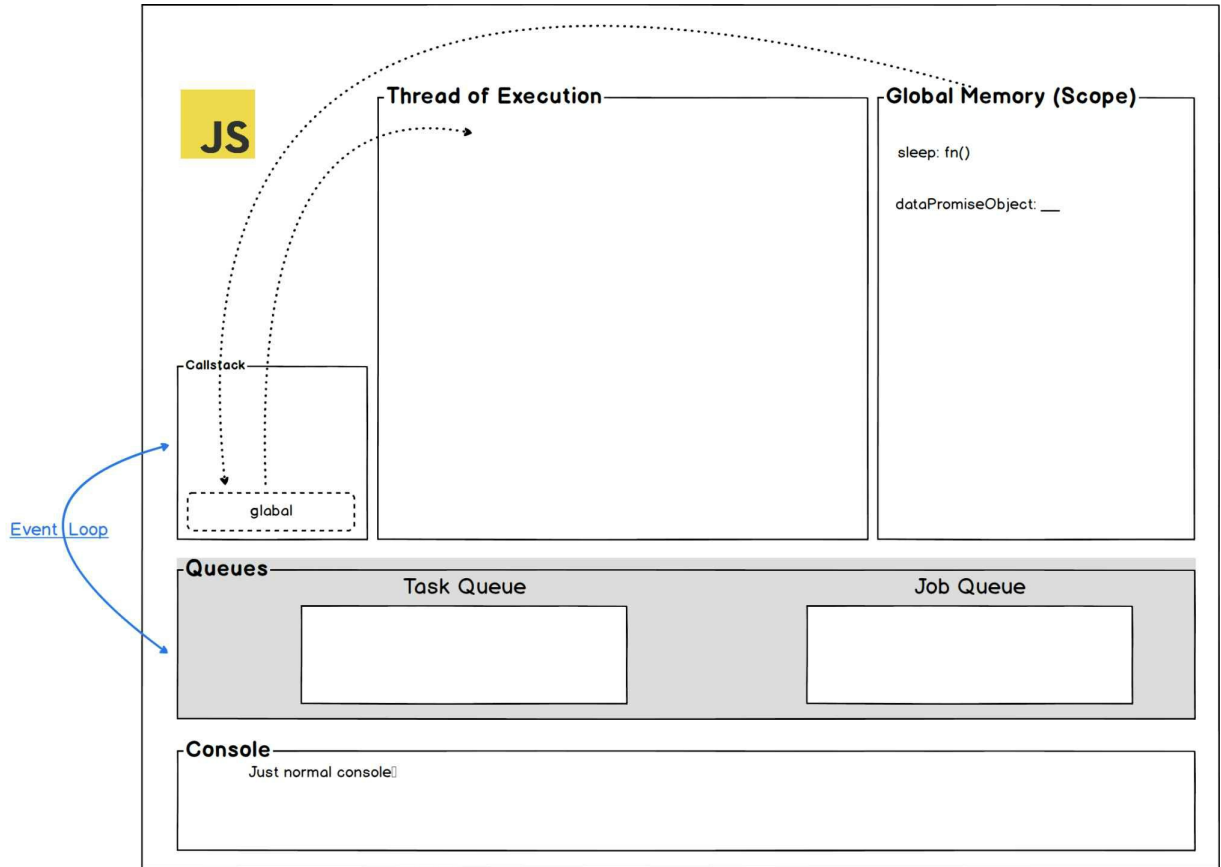 JS
Thread of Execution
Global Memory (Scope)
sleep: fn()
dataPromiseObject: __
Callstack
glabal
Event Loop
Queues
Task Queue
Job Queue
Console
Just normal console▯